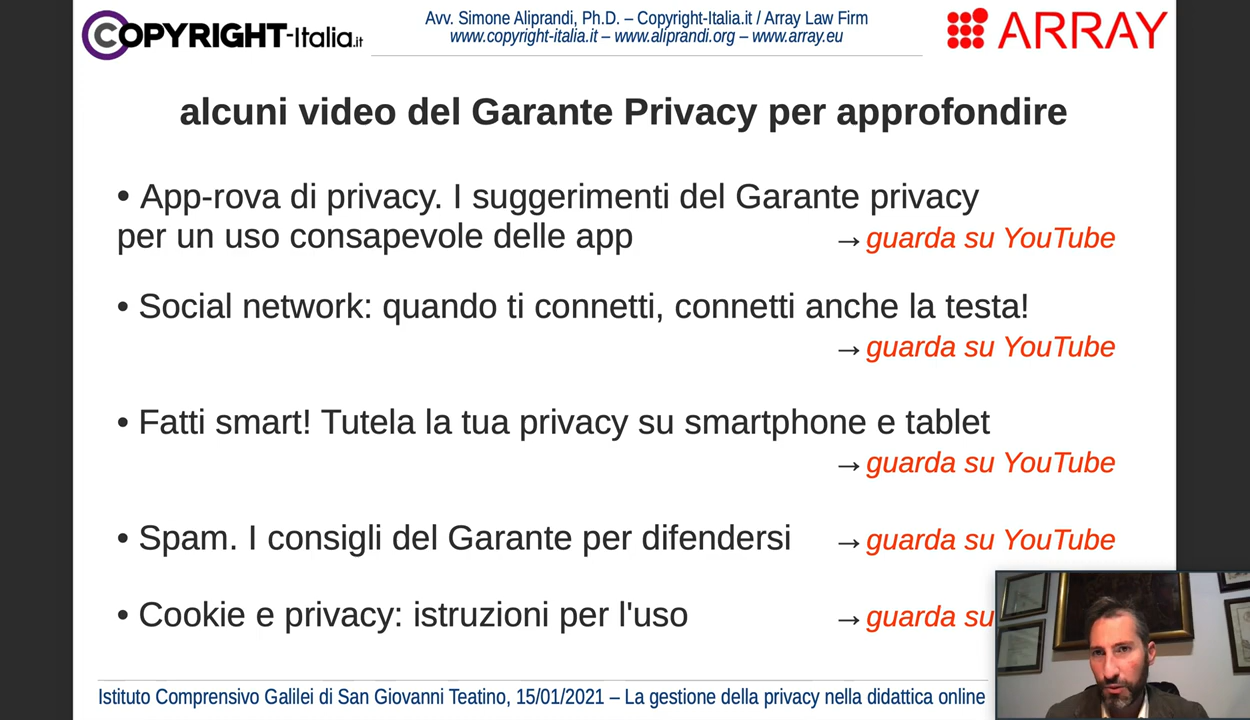 COPYRIGHT-Italia.it
Avv. Simone Aliprandi, Ph.D. – Copyright-Italia.it / Array Law Firm
www.copyright-italia.it – www.aliprandi.org – www.array.eu
ARRAY
alcuni video del Garante Privacy per approfondire
• App-rova di privacy. I suggerimenti del Garante privacy
per un uso consapevole delle app → guarda su YouTube
• Social network: quando ti connetti, connetti anche la testa!
→ guarda su YouTube
• Fatti smart! Tutela la tua privacy su smartphone e tablet
→ guarda su YouTube
• Spam. I consigli del Garante per difendersi → guarda su YouTube
• Cookie e privacy: istruzioni per l'uso → guarda su
Istituto Comprensivo Galilei di San Giovanni Teatino, 15/01/2021 – La gestione della privacy nella didattica online